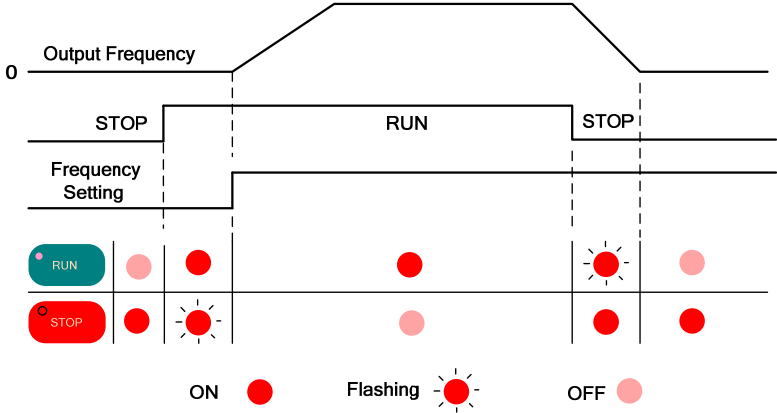 Output Frequency
0
STOP
RUN
STOP
Frequency
Setting
RUN
STOP
ON
Flashing
OFF